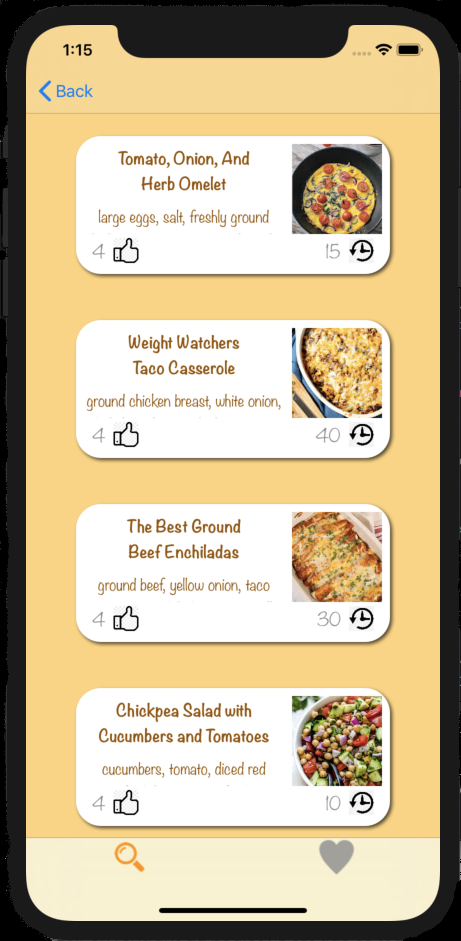 1:15
Back
Tomato, Onion, And
Herb Omelet
large eggs, salt, freshly ground
4
15
Weight Watchers
Taco Casserole
ground chicken breast, white onion,
4
40
The Best Ground
Beef Enchiladas
ground beef, yellow onion, taco
4
30
Chickpea Salad with
Cucumbers and Tomatoes
cucumbers, tomato, diced red
4
10